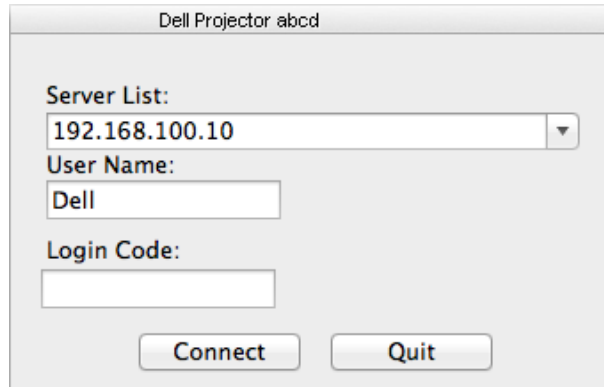 Dell Projector abcd
Server List:
192.168.100.10
User Name:
Dell
Login Code:
Connect Quit